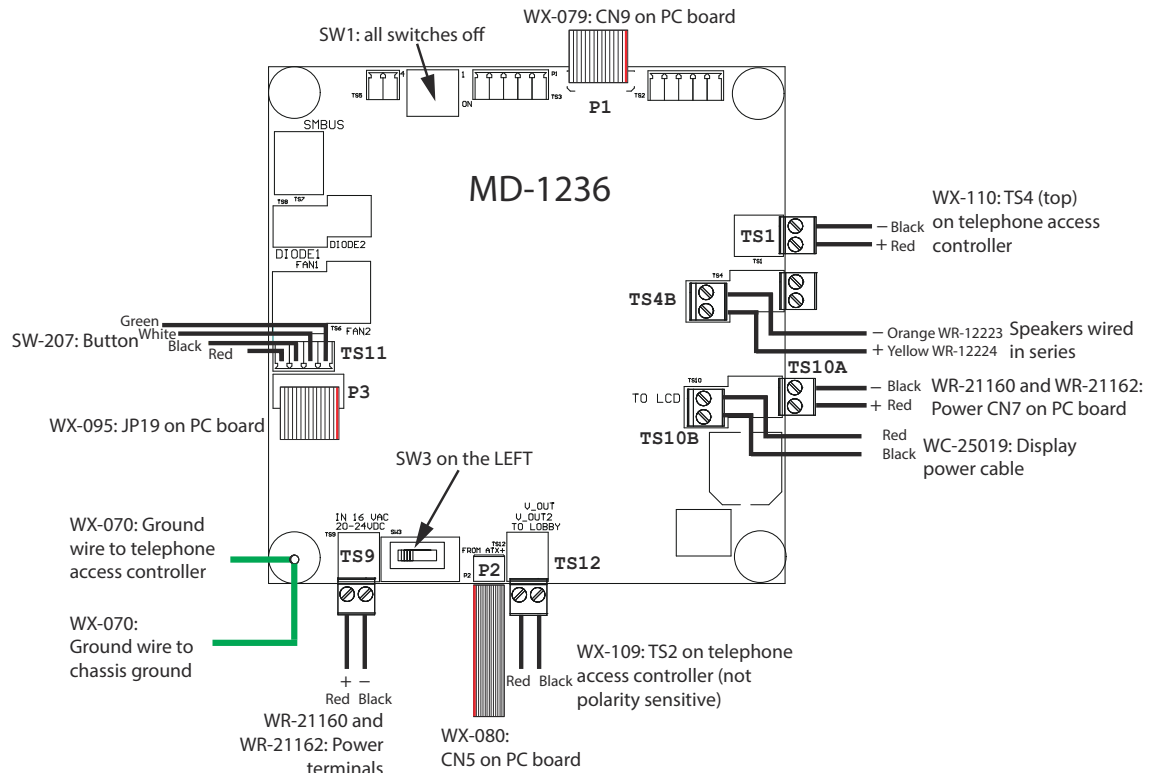 WX-079: CN9 on PC board
SW1: all switches off
TS5
4
1
ON
P1
TS3
P1
TS2
SMBUS
TS8 TS7
DIODE1
DIODE2
FAN1
TS6
FAN2
MD-1236
TS1
TS1
– Black
+ Red
WX-110: TS4 (top)
on telephone access
controller
TS4
TS4B
– Orange WR-12223
+ Yellow WR-12224
Speakers wired
in series
SW-207: Button
Green
White
Black
Red
TS11
P3
WX-095: JP19 on PC board
TS10A
TS10
TO LCD
TS10B
– Black
+ Red
WR-21160 and WR-21162:
Power CN7 on PC board
Red
Black
WC-25019: Display
power cable
SW3 on the LEFT
WX-070: Ground
wire to telephone
access controller
WX-070:
Ground wire to
chassis ground
IN 16 VAC
20-24VDC
TS9
TS9
SW3
V_OUT
V_OUT2
TO LOBBY
TS12
FROM ATX+
P2
P2
TS12
+ –
Red Black
WR-21160 and
WR-21162: Power
terminals
WX-080:
CN5 on PC board
Red Black
WX-109: TS2 on telephone
access controller (not
polarity sensitive)